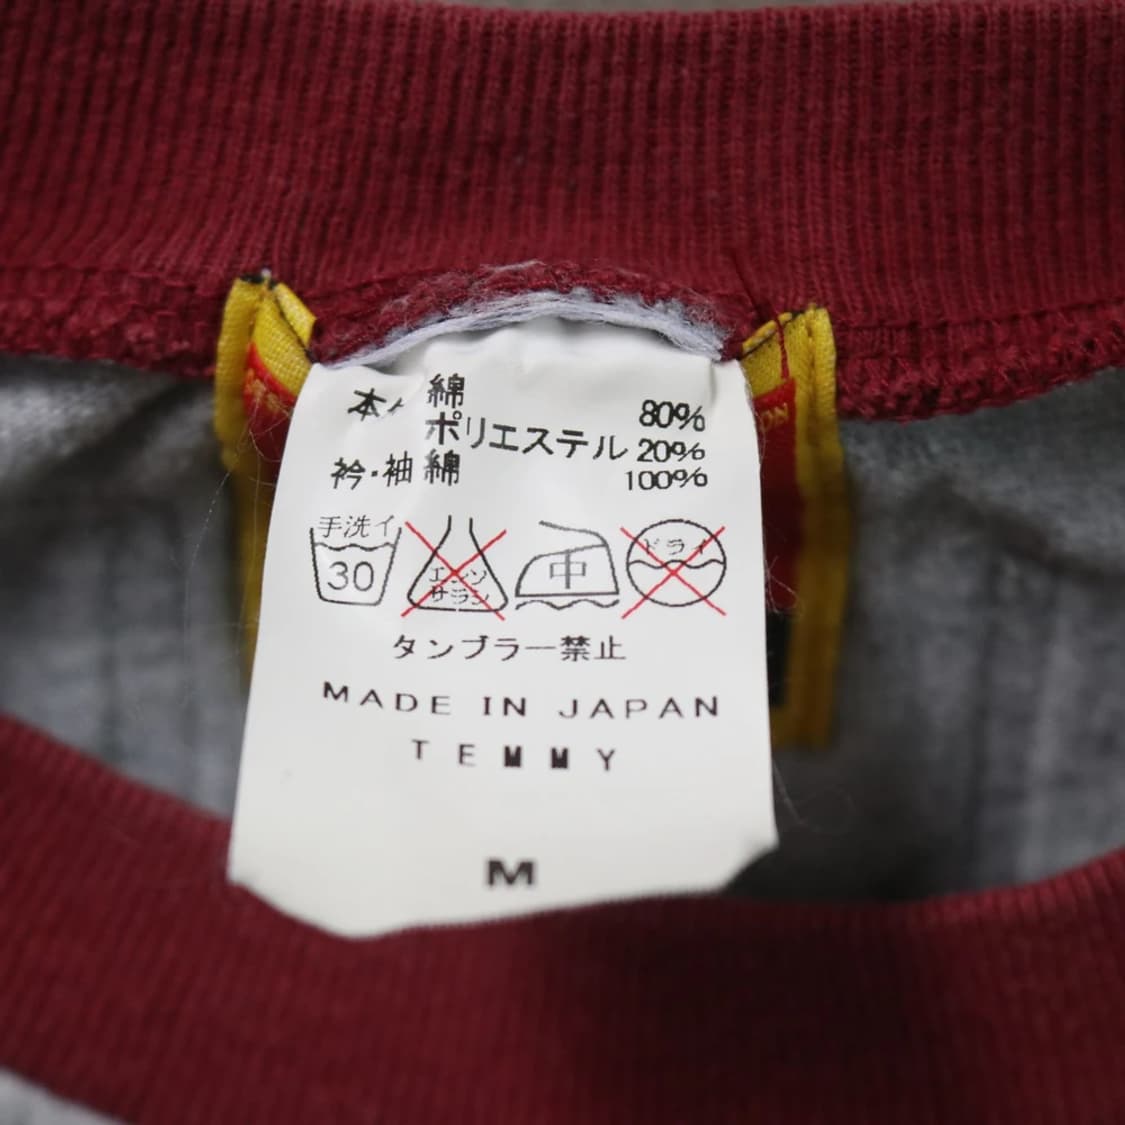 本 綿 80%
ポリエステル 20%
衿・袖 綿 100%
手洗イ 30 エンソ サラシ 中 ドライ
タンブラー禁止
MADE IN JAPAN
TEMMY
M